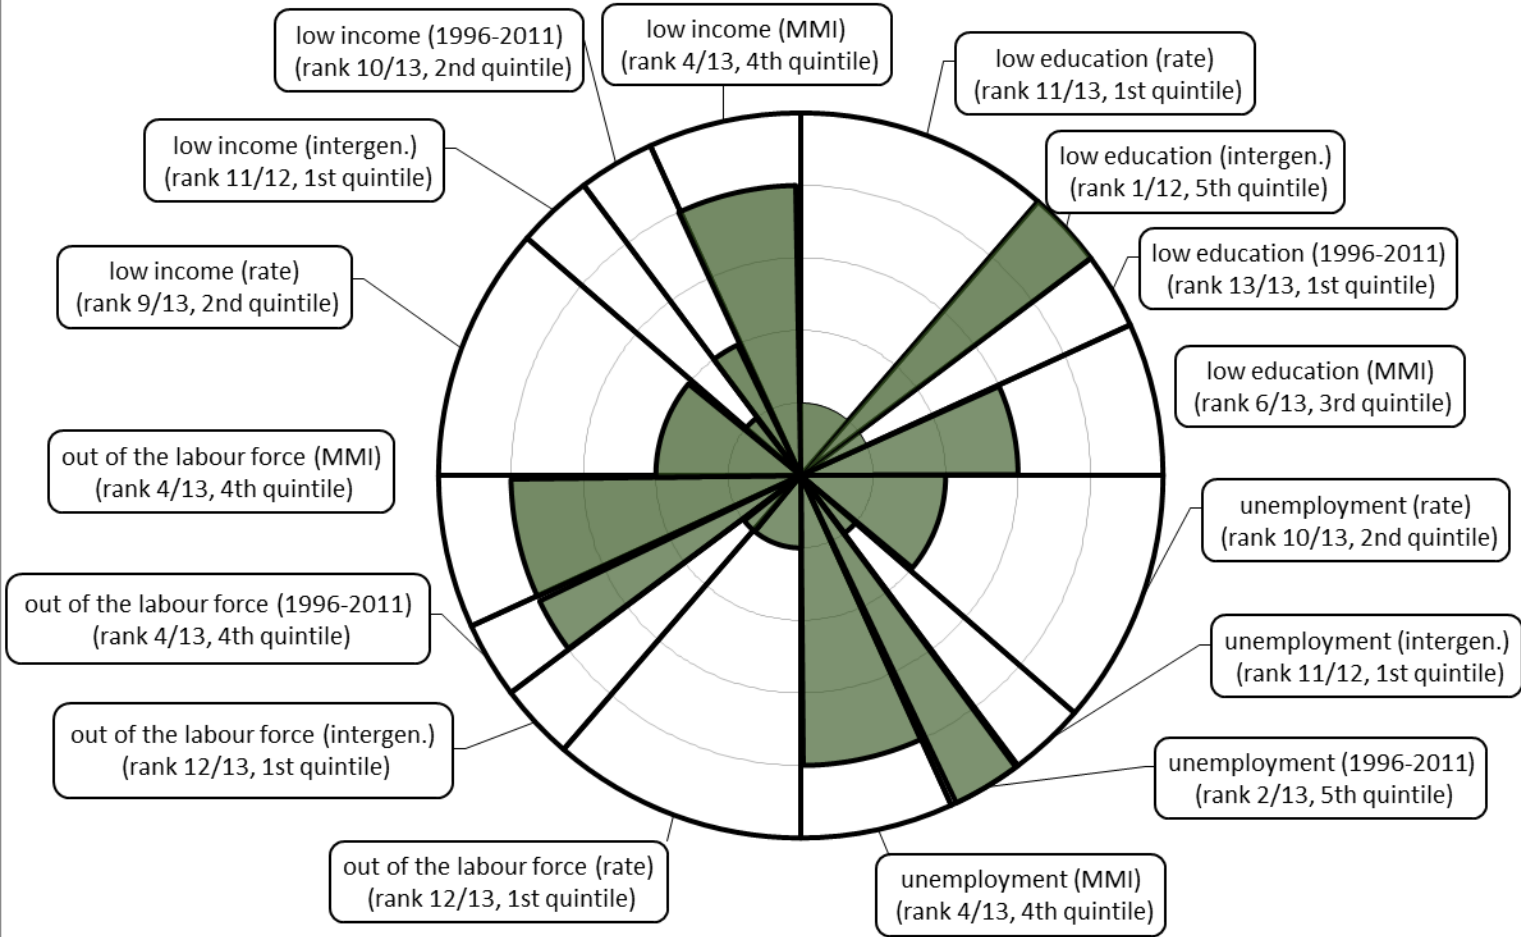 low income (1996-2011)
(rank 10/13, 2nd quintile)
low income (MMI)
(rank 4/13, 4th quintile)
low education (rate)
(rank 11/13, 1st quintile)
low income (intergen.)
(rank 11/12, 1st quintile)
low education (intergen.)
(rank 1/12, 5th quintile)
low education (1996-2011)
(rank 13/13, 1st quintile)
low income (rate)
(rank 9/13, 2nd quintile)
low education (MMI)
(rank 6/13, 3rd quintile)
out of the labour force (MMI)
(rank 4/13, 4th quintile)
unemployment (rate)
(rank 10/13, 2nd quintile)
out of the labour force (1996-2011)
(rank 4/13, 4th quintile)
unemployment (intergen.)
(rank 11/12, 1st quintile)
out of the labour force (intergen.)
(rank 12/13, 1st quintile)
unemployment (1996-2011)
(rank 2/13, 5th quintile)
out of the labour force (rate)
(rank 12/13, 1st quintile)
unemployment (MMI)
(rank 4/13, 4th quintile)